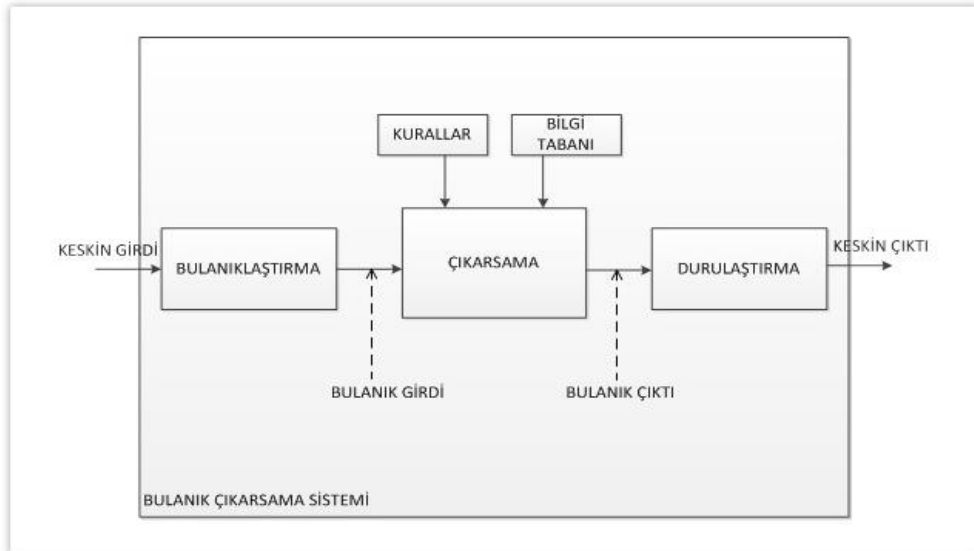 KURALLAR
BİLGİ
TABANI
KESKİN GİRDİ
BULANIKLAŞTIRMA
ÇIKARSAMA
DURULAŞTIRMA
KESKİN ÇIKTI
BULANIK GİRDİ
BULANIK ÇIKTI
BULANIK ÇIKARSAMA SİSTEMİ